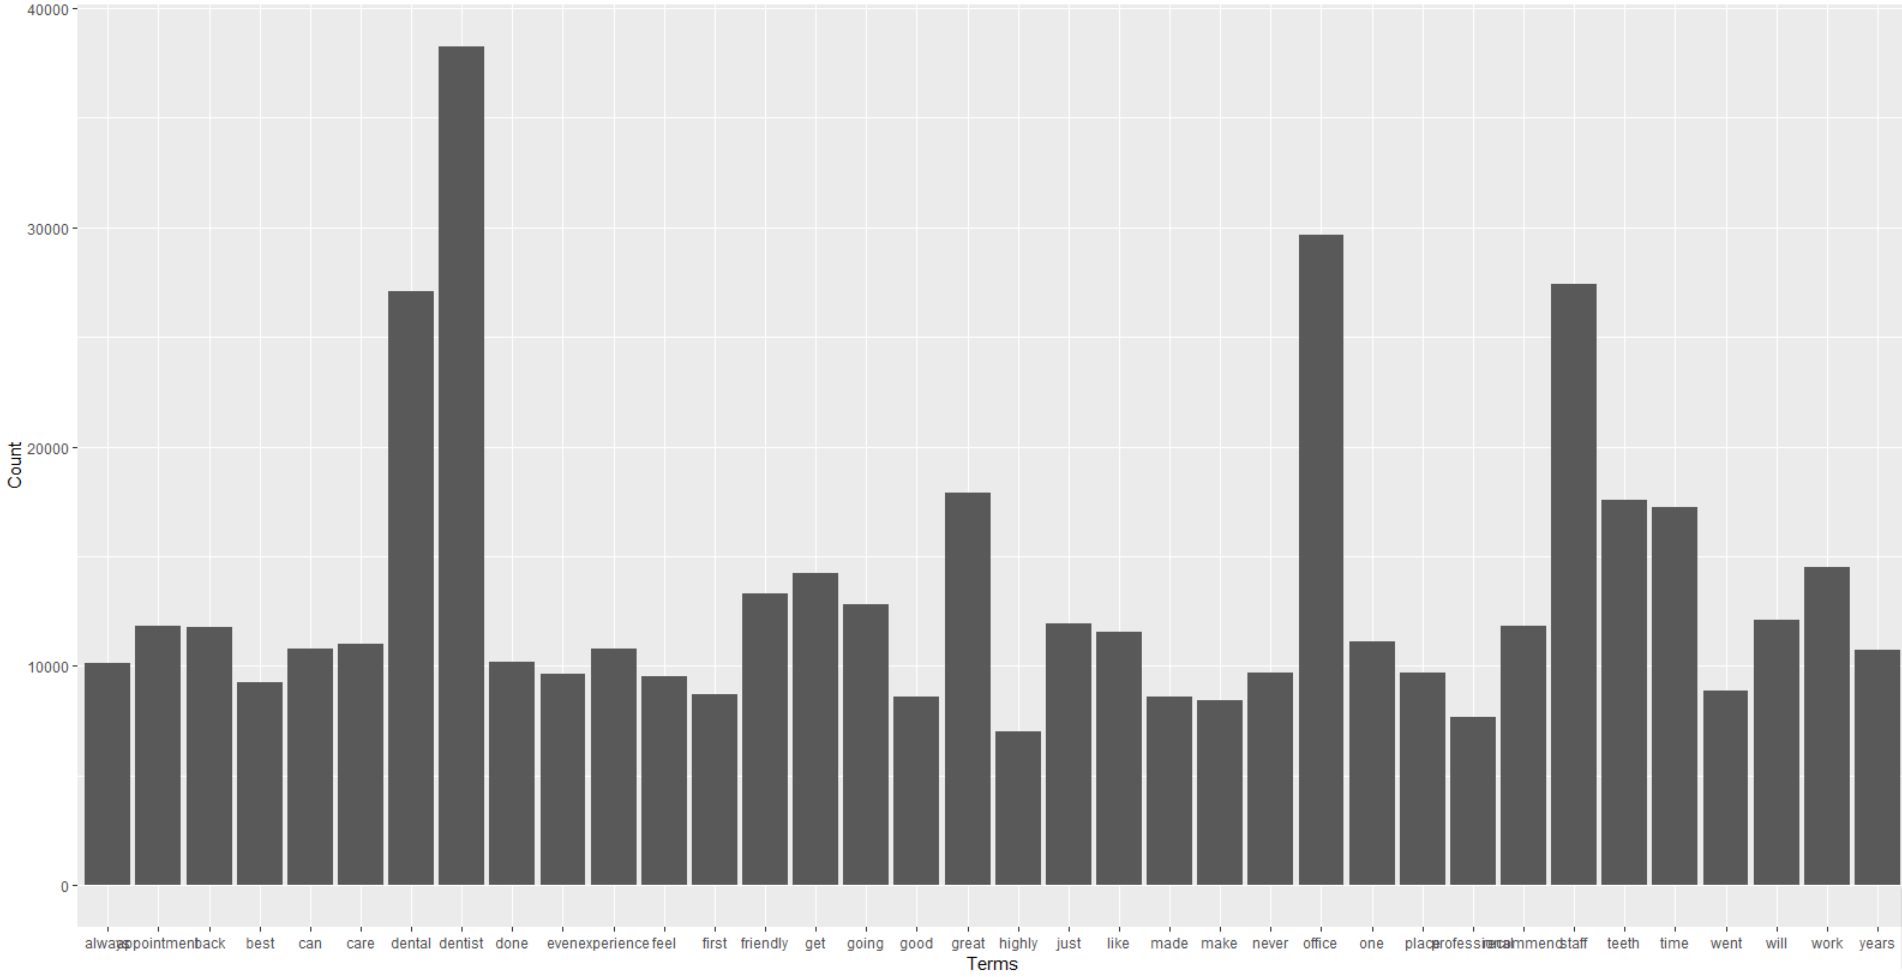 40000
30000
20000
10000
0
Count
always appointment back best can care dental dentist done even experience feel first friendly get going good great highly just like made make never office one place professional recommend staff teeth time went will work years
Terms